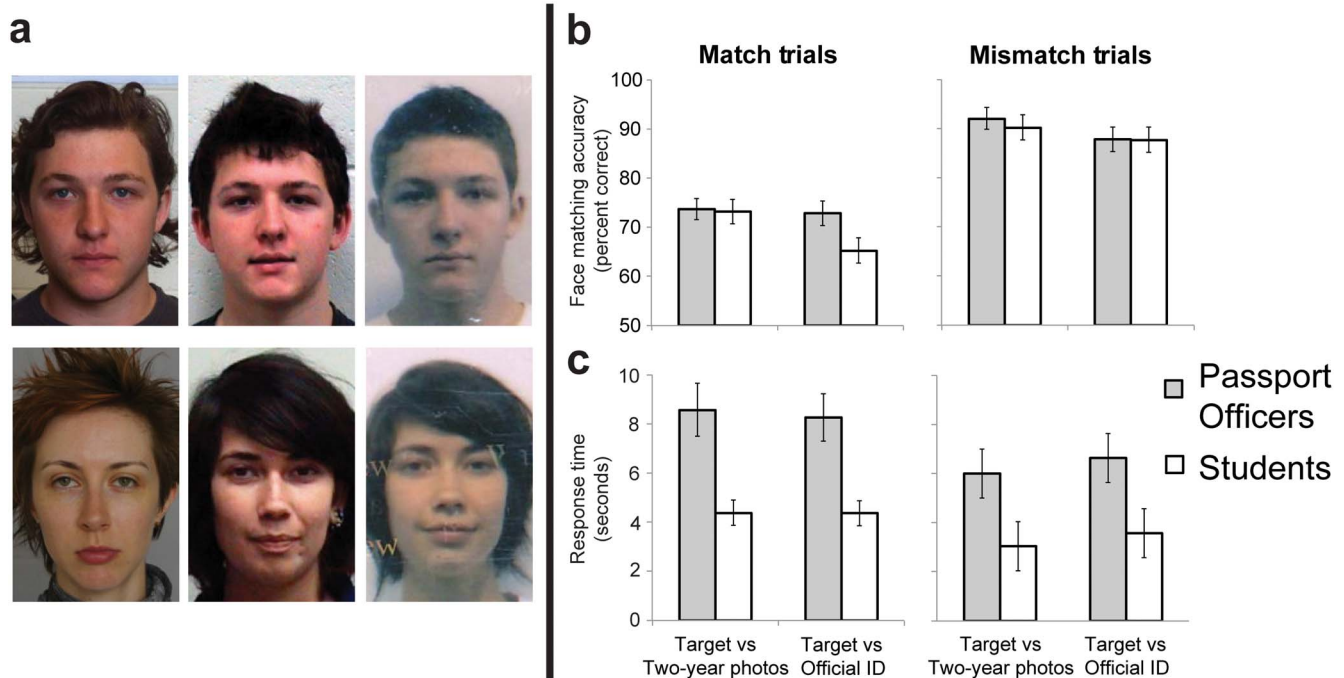 a
b
Match trials
Mismatch trials
Face matching accuracy
(percent correct)
100
90
80
70
60
50
c
Response time
(seconds)
10
8
6
4
2
0
Passport
Officers
Students
Target vs
Two-year photos
Target vs
Official ID
Target vs
Two-year photos
Target vs
Official ID
ew
ew
w